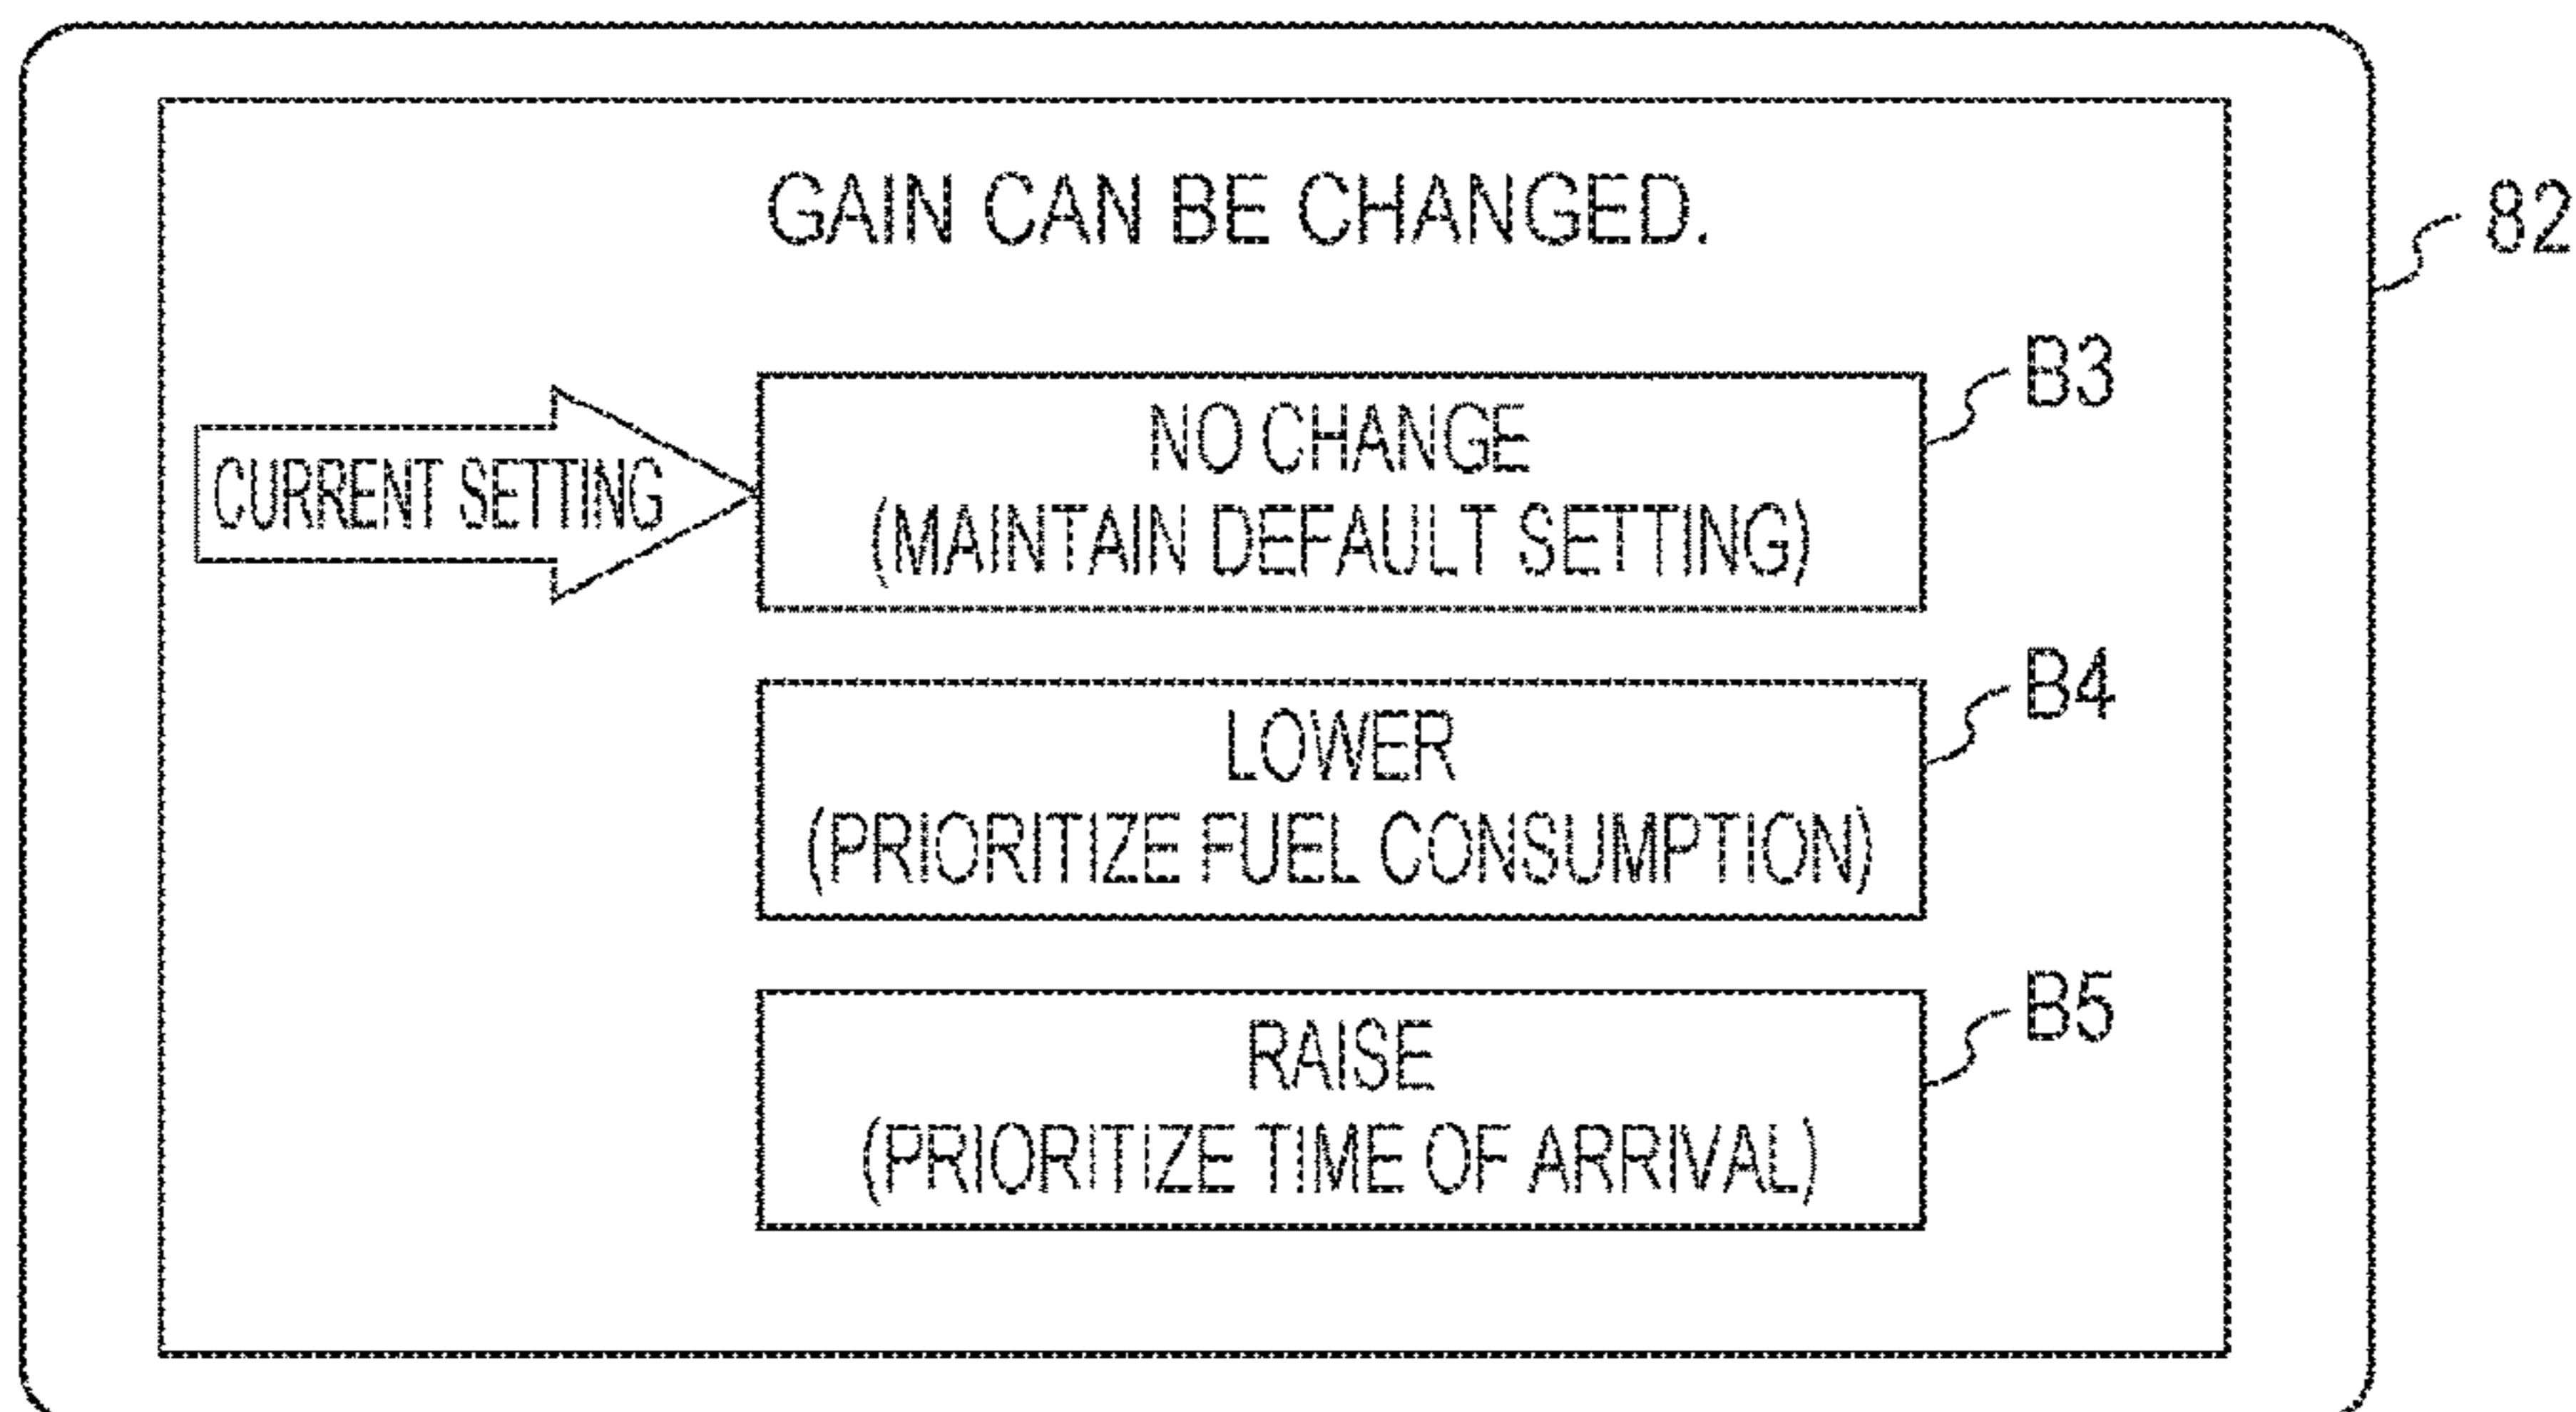 GAIN CAN BE CHANGED.
82
B3
CURRENT SETTING
NO CHANGE
(MAINTAIN DEFAULT SETTING)
B4
LOWER
(PRIORITIZE FUEL CONSUMPTION)
B5
RAISE
(PRIORITIZE TIME OF ARRIVAL)